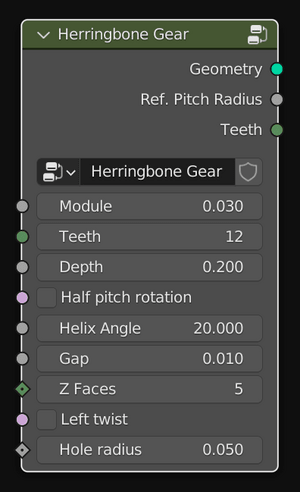 Herringbone Gear
Geometry
Ref. Pitch Radius
Teeth
Herringbone Gear
Module 0.030
Teeth 12
Depth 0.200
Half pitch rotation
Helix Angle 20.000
Gap 0.010
Z Faces 5
Left twist
Hole radius 0.050